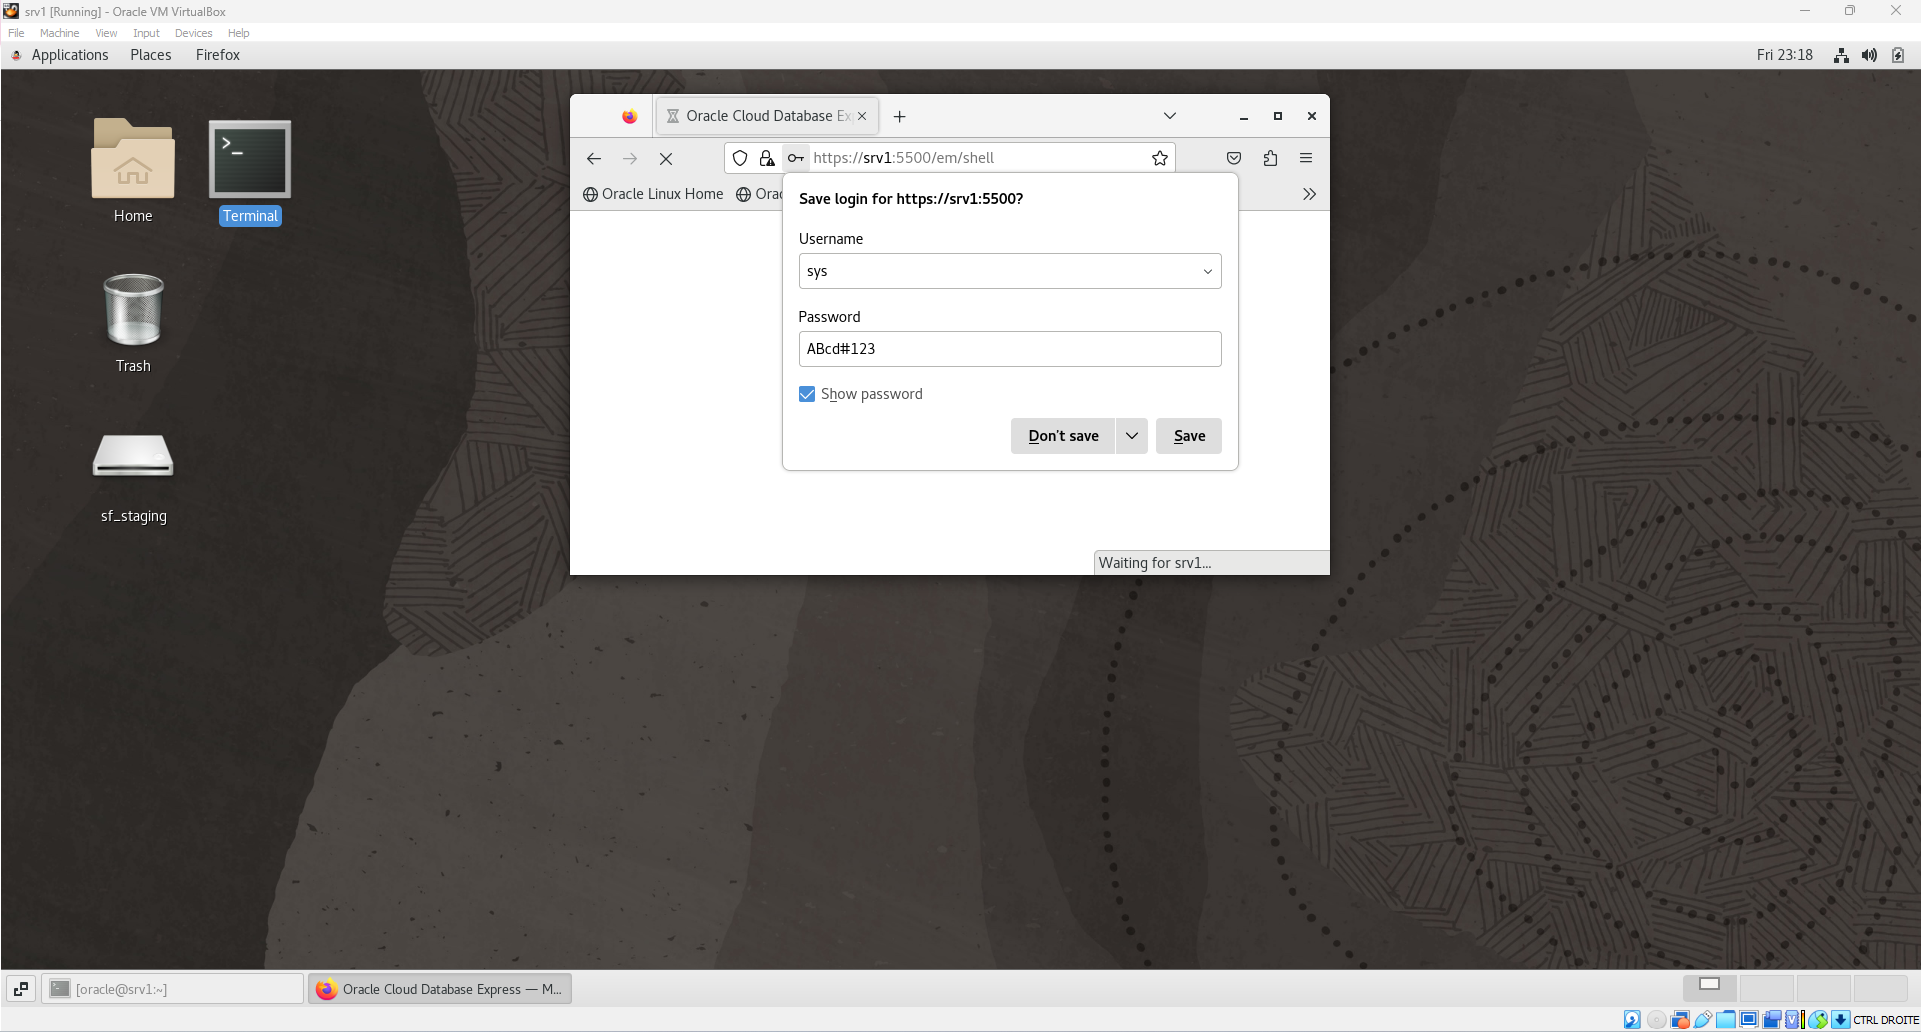 srv1 [Running] - Oracle VM VirtualBox
File Machine View Input Devices Help
Applications Places Firefox Fri 23:18
Home
Terminal
Trash
sf_staging
Oracle Cloud Database Ex
https://srv1:5500/em/shell
Oracle Linux Home Orac
Save login for https://srv1:5500?
Username
sys
Password
ABcd#123
Show password
Don't save Save
Waiting for srv1...
[oracle@srv1:~] Oracle Cloud Database Express — M...
CTRL DROITE